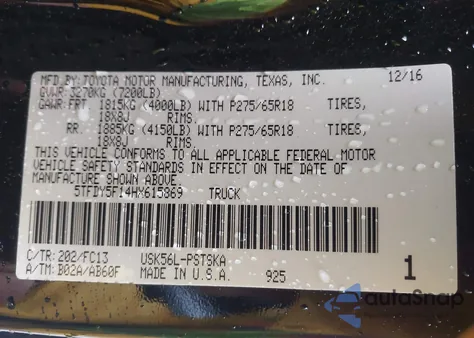 MFD BY: TOYOTA MOTOR MANUFACTURING, TEXAS, INC. 12/16
GVWR 3270KG (7200LB)
GAWR: FRT 1815KG (4000LB) WITH P275/65R18 TIRES,
18X8J RIMS.
RR. 1885KG (4150LB) WITH P275/65R18 TIRES,
18X8J RIMS.
THIS VEHICLE CONFORMS TO ALL APPLICABLE FEDERAL MOTOR
VEHICLE SAFETY STANDARDS IN EFFECT ON THE DATE OF
MANUFACTURE SHOWN ABOVE.
5TFDY5F14HX615869 TRUCK
C/TR: 202/FC13 USK56L-PSTSKA
A/TM: B02A/AB60F MADE IN U.S.A. 925 1
autoSnap